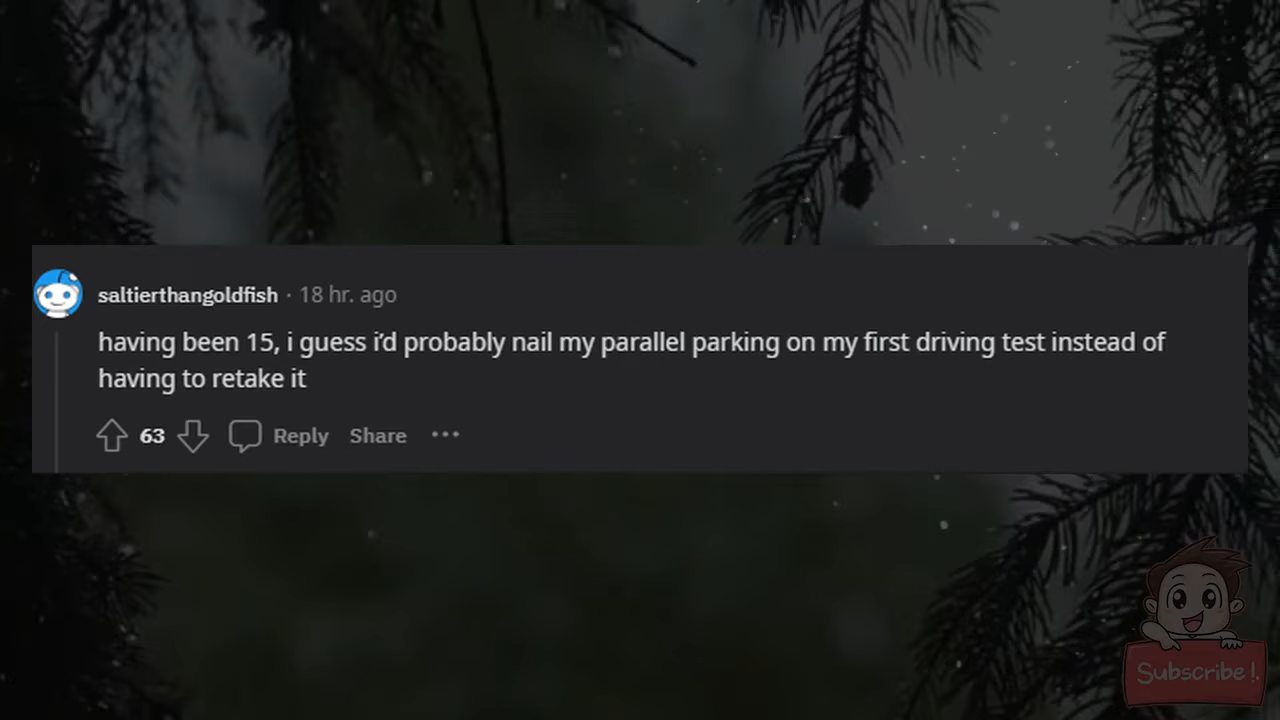 saltierthangoldfish · 18 hr. ago
having been 15, i guess i'd probably nail my parallel parking on my first driving test instead of
having to retake it
63 Reply Share ···
Subscribe !.